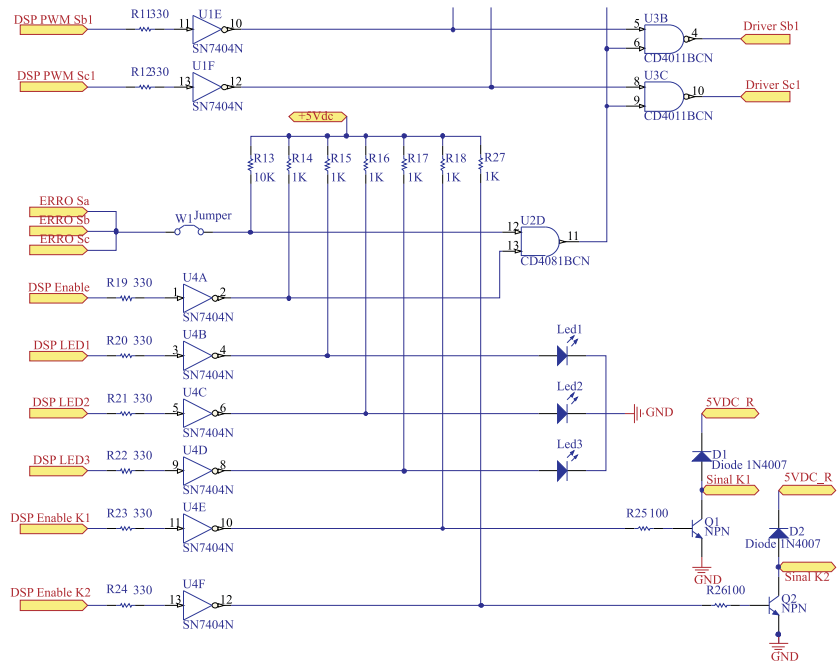 DSP PWM Sb1
R11330
11
U1E
10
SN7404N
5
6
U3B
4
CD4011BCN
Driver Sb1
DSP PWM Sc1
R12330
13
U1F
12
SN7404N
8
9
U3C
10
CD4011BCN
Driver Sc1
+5Vdc
R13
10K
R14
1K
R15
1K
R16
1K
R17
1K
R18
1K
R27
1K
ERRO Sa
ERRO Sb
ERRO Sc
W1
Jumper
12
13
U2D
11
CD4081BCN
DSP Enable
R19 330
1
U4A
2
SN7404N
DSP LED1
R20 330
3
U4B
4
SN7404N
Led1
DSP LED2
R21 330
5
U4C
6
SN7404N
Led2
GND
DSP LED3
R22 330
9
U4D
8
SN7404N
Led3
5VDC_R
D1
Diode 1N4007
Sinal K1
DSP Enable K1
R23 330
11
U4E
10
SN7404N
R25 100
Q1
NPN
GND
5VDC_R
D2
Diode 1N4007
Sinal K2
DSP Enable K2
R24 330
13
U4F
12
SN7404N
R26100
Q2
NPN
GND